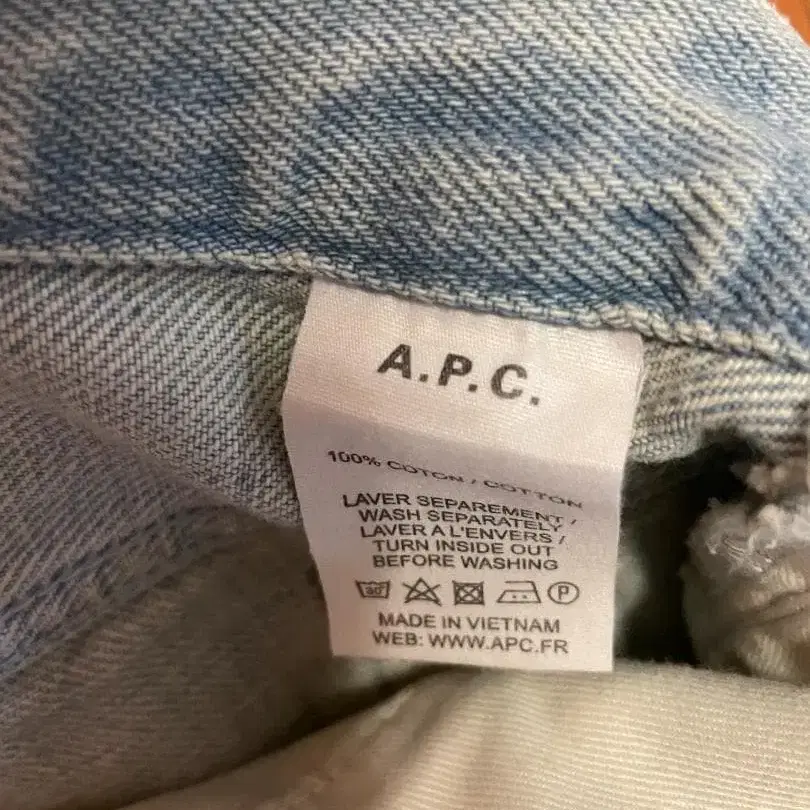 A.P.C.
100% COTON / COTTON
LAVER SEPAREMENT /
WASH SEPARATELY
LAVER A L'ENVERS /
TURN INSIDE OUT
BEFORE WASHING
30° P
MADE IN VIETNAM
WEB: WWW.APC.FR